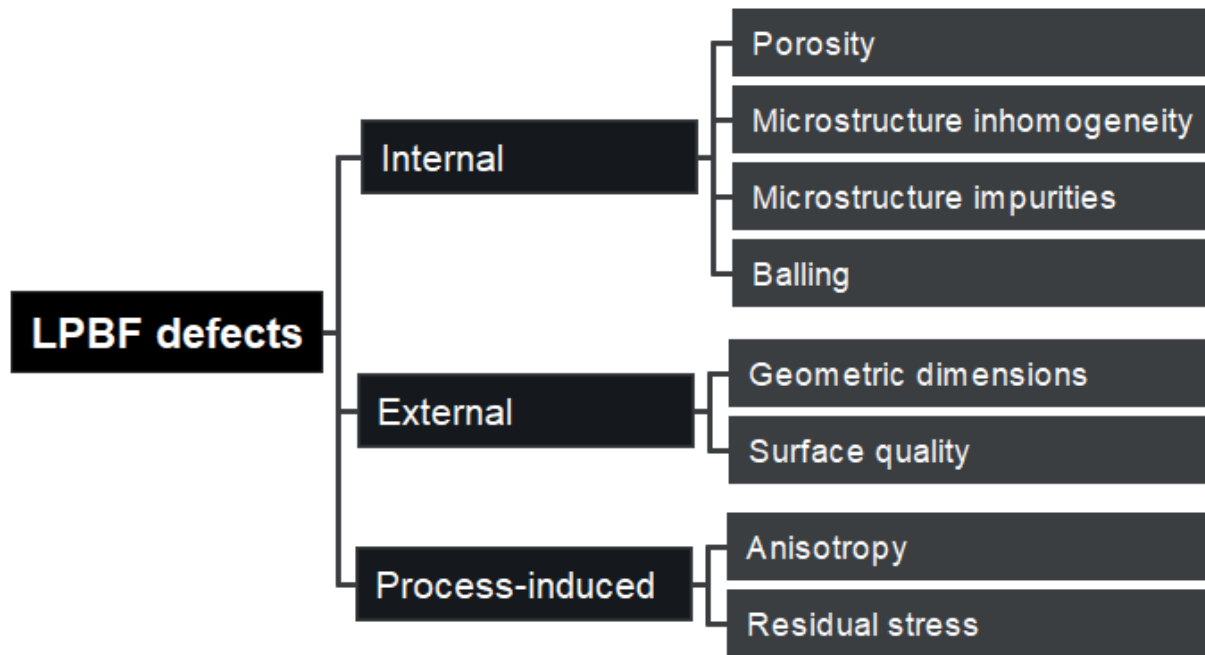 LPBF defects
Internal
Porosity
Microstructure inhomogeneity
Microstructure impurities
Balling
External
Geometric dimensions
Surface quality
Process-induced
Anisotropy
Residual stress